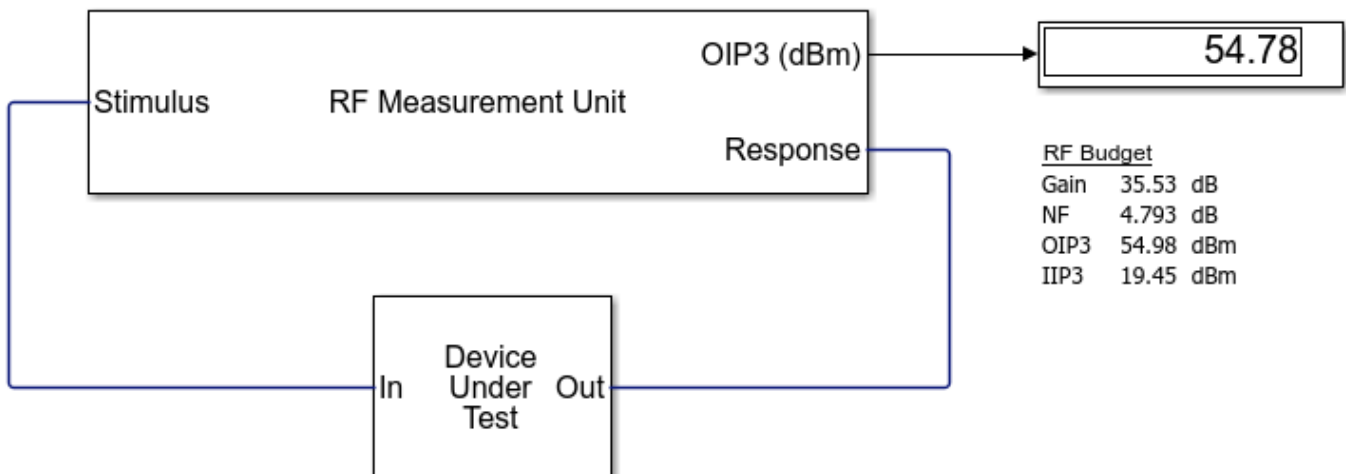 OIP3 (dBm)
54.78
Stimulus
RF Measurement Unit
Response
RF Budget
Gain 35.53 dB
NF 4.793 dB
OIP3 54.98 dBm
IIP3 19.45 dBm
In
Device
Under
Test
Out